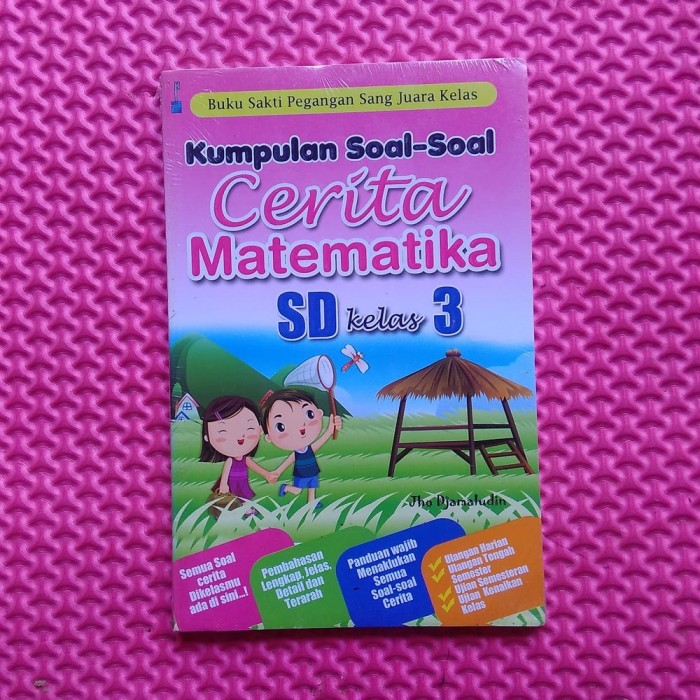 Buku Sakti Pegangan Sang Juara Kelas
Kumpulan Soal-Soal
Cerita
Matematika
SD kelas 3
Jho Djamaludin
Semua Soal
cerita
Dikelasmu
ada di sini...!
Pembahasan
Lengkap, jelas,
Detail dan
Terarah
Panduan wajib
Menaklukan
Semua
Soal-soal
Cerita
Ulangan Harian
Ulangan Tengah
Semester
Ujian Semesteran
Ujian Kenaikan
Kelas